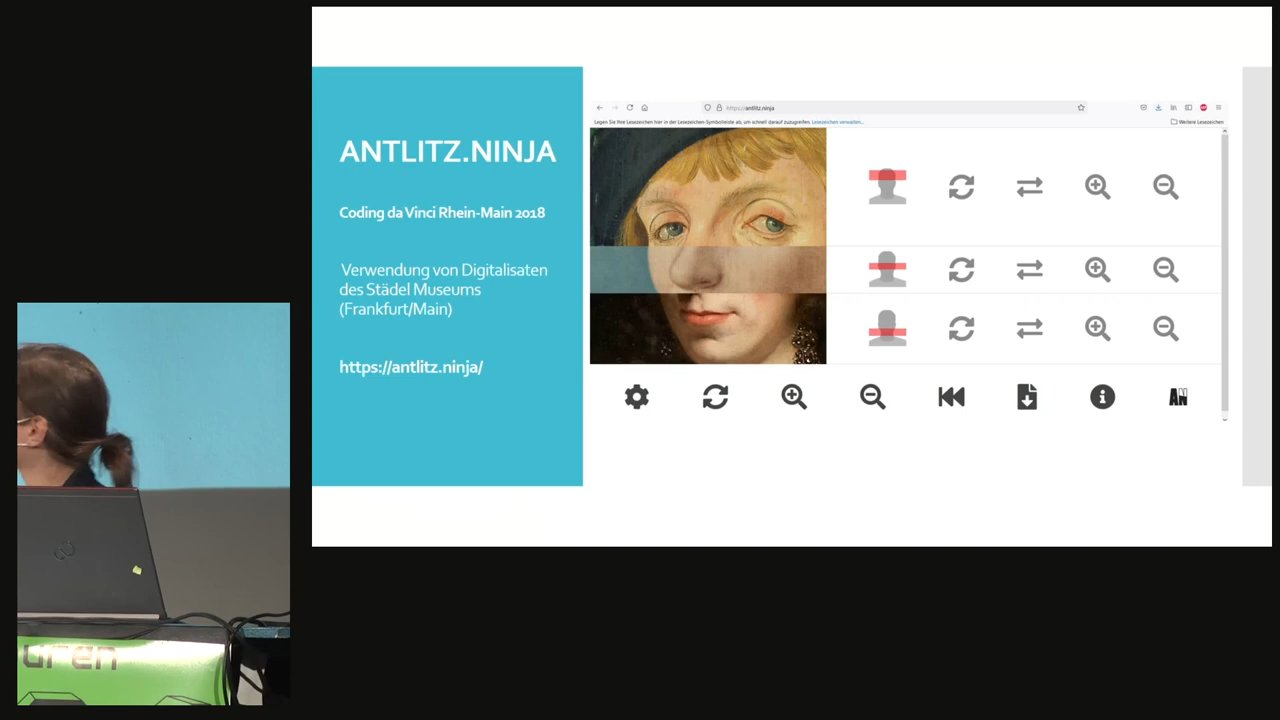 ANTLITZ.NINJA
Coding da Vinci Rhein-Main 2018
Verwendung von Digitalisaten
des Städel Museums
(Frankfurt/Main)
https://antlitz.ninja/
https://antlitz.ninja
Legen Sie Ihre Lesezeichen hier in der Lesezeichen-Symbolleiste ab, um schnell darauf zuzugreifen. Lesezeichen verwalten...
Weitere Lesezeichen
AN
uren